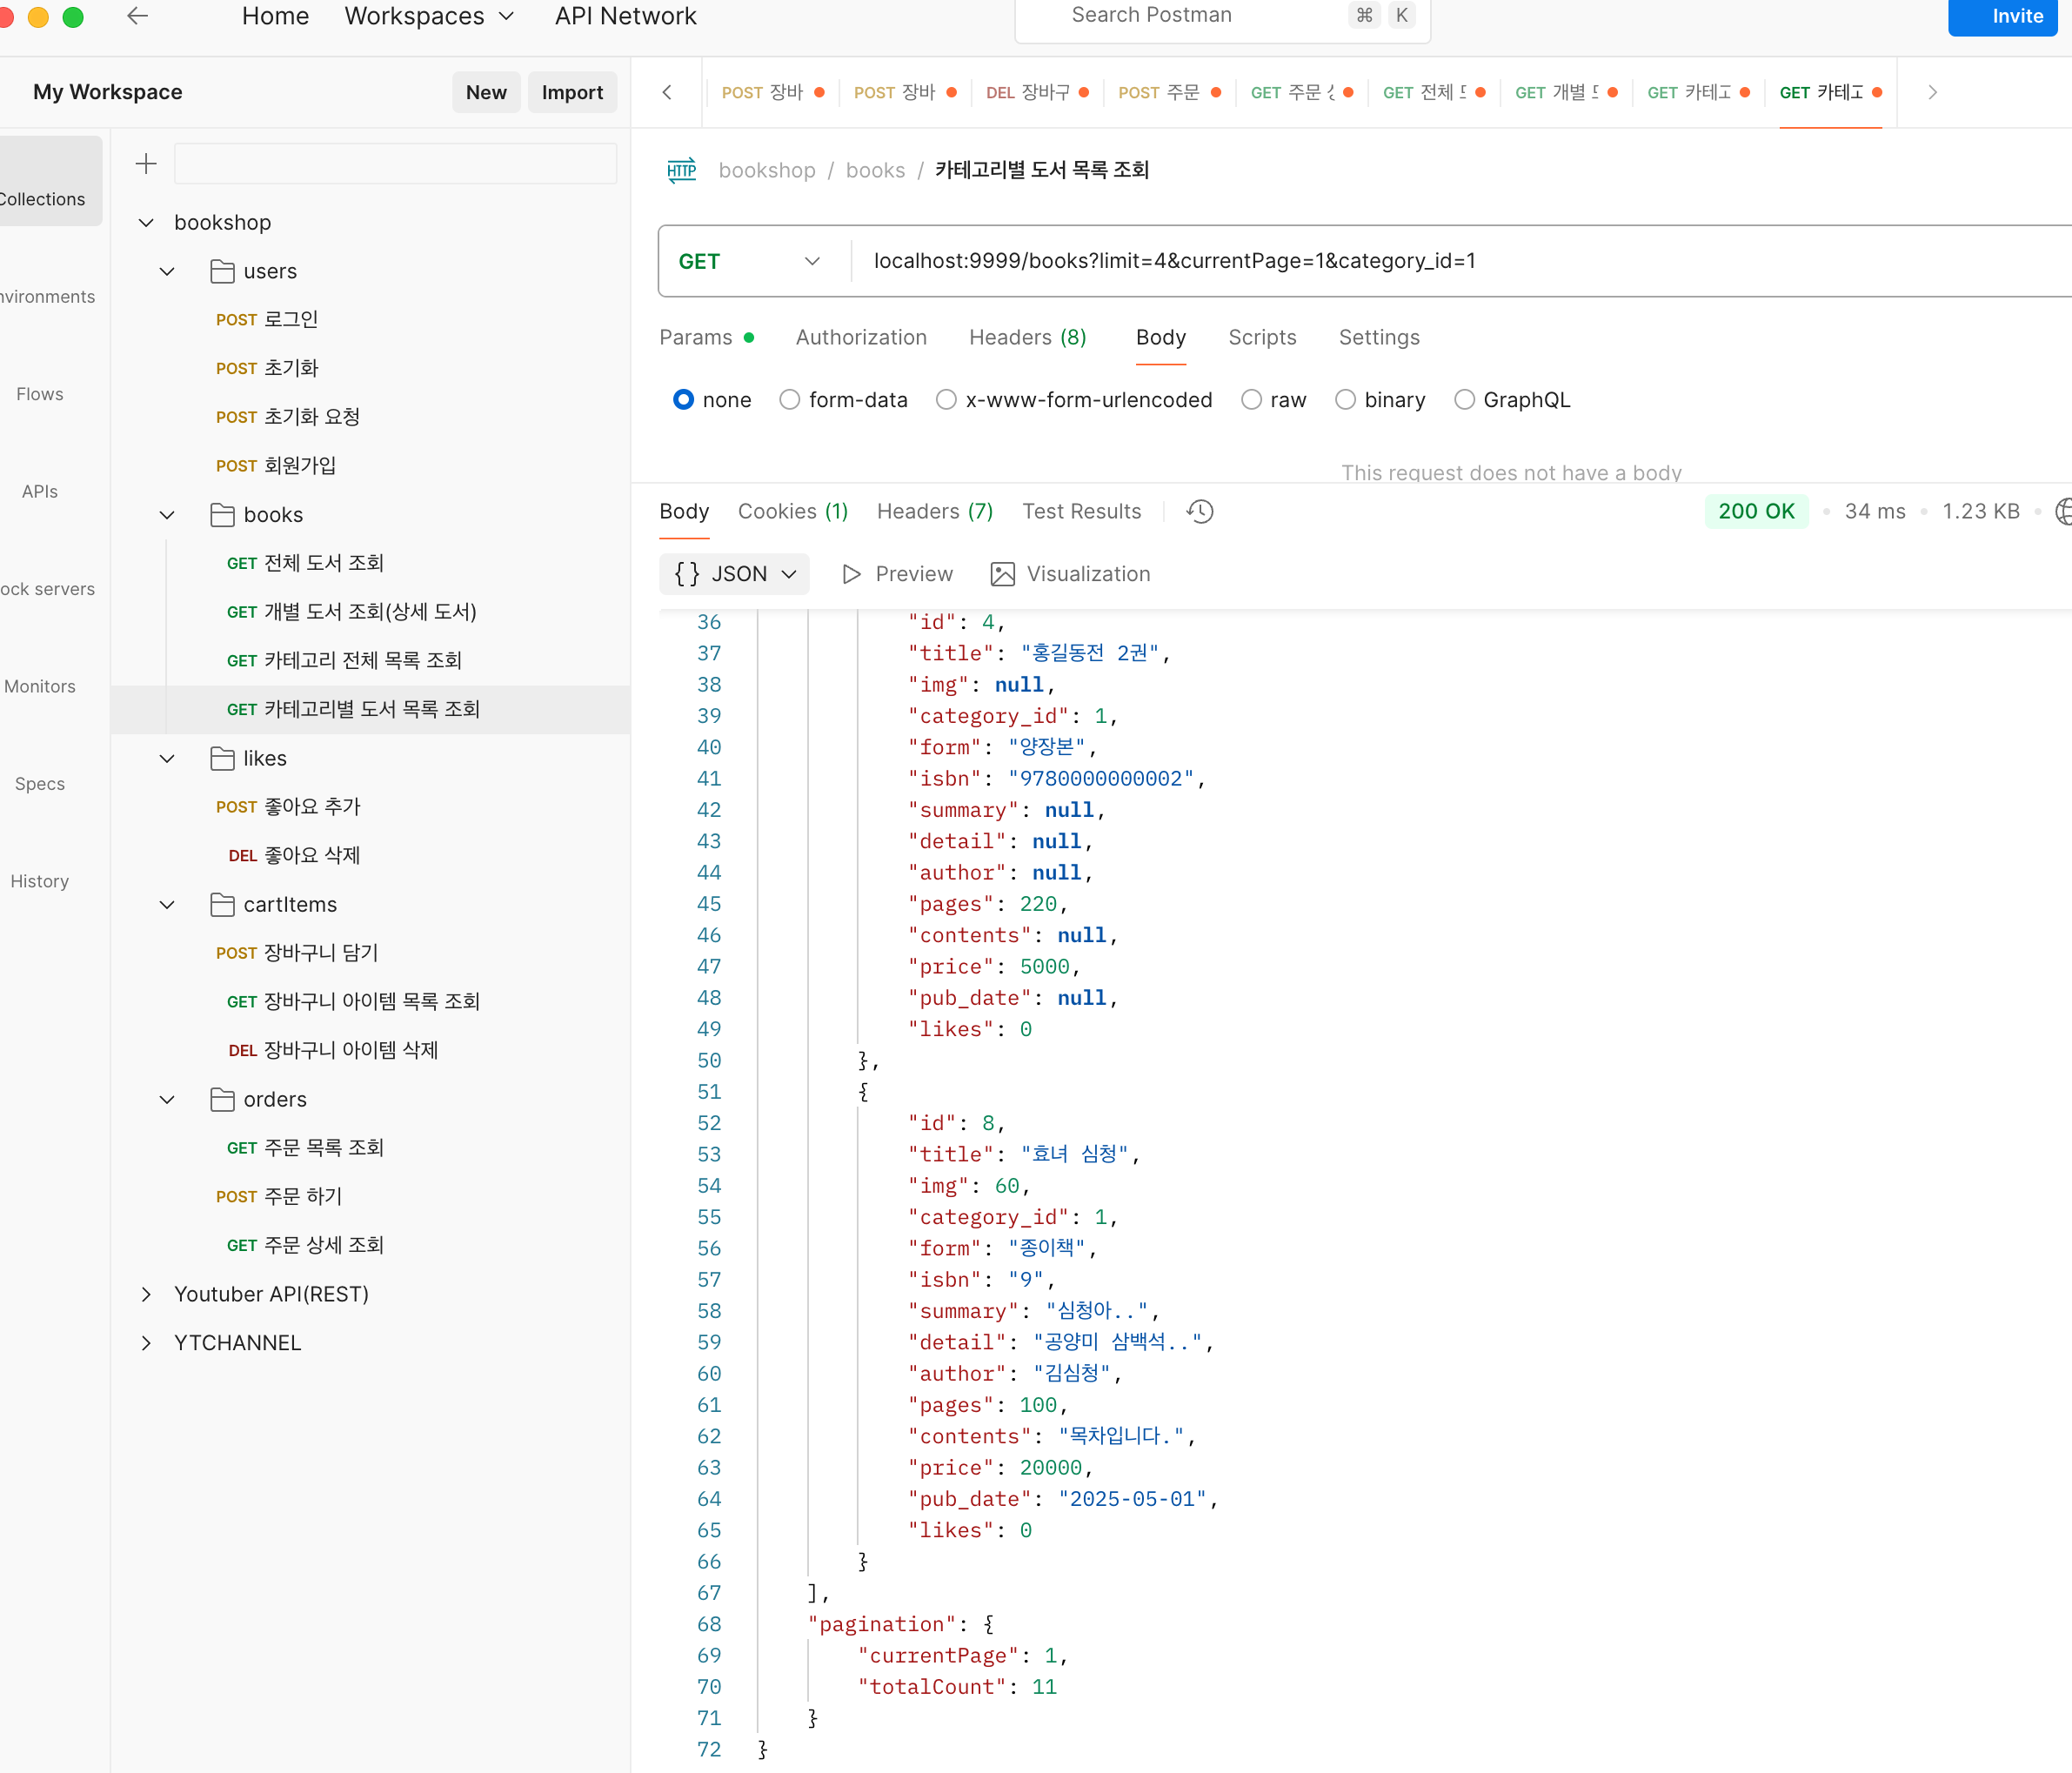 Home Workspaces API Network Search Postman ⌘ K Invite
My Workspace New Import
POST 장바 POST 장바 DEL 장바구 POST 주문 GET 주문 GET 전체 GET 개별 GET 카테고 GET 카테고
Collections
HTTP bookshop / books / 카테고리별 도서 목록 조회
bookshop
users
GET localhost:9999/books?limit=4&currentPage=1&category_id=1
nvironments
POST 로그인
Params Authorization Headers (8) Body Scripts Settings
POST 초기화
Flows
none form-data x-www-form-urlencoded raw binary GraphQL
POST 초기화 요청
POST 회원가입
This request does not have a body
APIs
books
Body Cookies (1) Headers (7) Test Results 200 OK • 34 ms • 1.23 KB •
GET 전체 도서 조회
{} JSON Preview Visualization
ock servers
GET 개별 도서 조회(상세 도서)
GET 카테고리 전체 목록 조회
Monitors
GET 카테고리별 도서 목록 조회
likes
Specs
POST 좋아요 추가
DEL 좋아요 삭제
History
cartItems
POST 장바구니 담기
GET 장바구니 아이템 목록 조회
DEL 장바구니 아이템 삭제
orders
GET 주문 목록 조회
POST 주문 하기
GET 주문 상세 조회
Youtuber API(REST)
YTCHANNEL
36 "id": 4,
37 "title": "홍길동전 2권",
38 "img": null,
39 "category_id": 1,
40 "form": "양장본",
41 "isbn": "9780000000002",
42 "summary": null,
43 "detail": null,
44 "author": null,
45 "pages": 220,
46 "contents": null,
47 "price": 5000,
48 "pub_date": null,
49 "likes": 0
50 },
51 {
52 "id": 8,
53 "title": "효녀 심청",
54 "img": 60,
55 "category_id": 1,
56 "form": "종이책",
57 "isbn": "9",
58 "summary": "심청아..",
59 "detail": "공양미 삼백석..",
60 "author": "김심청",
61 "pages": 100,
62 "contents": "목차입니다.",
63 "price": 20000,
64 "pub_date": "2025-05-01",
65 "likes": 0
66 }
67 ],
68 "pagination": {
69 "currentPage": 1,
70 "totalCount": 11
71 }
72 }